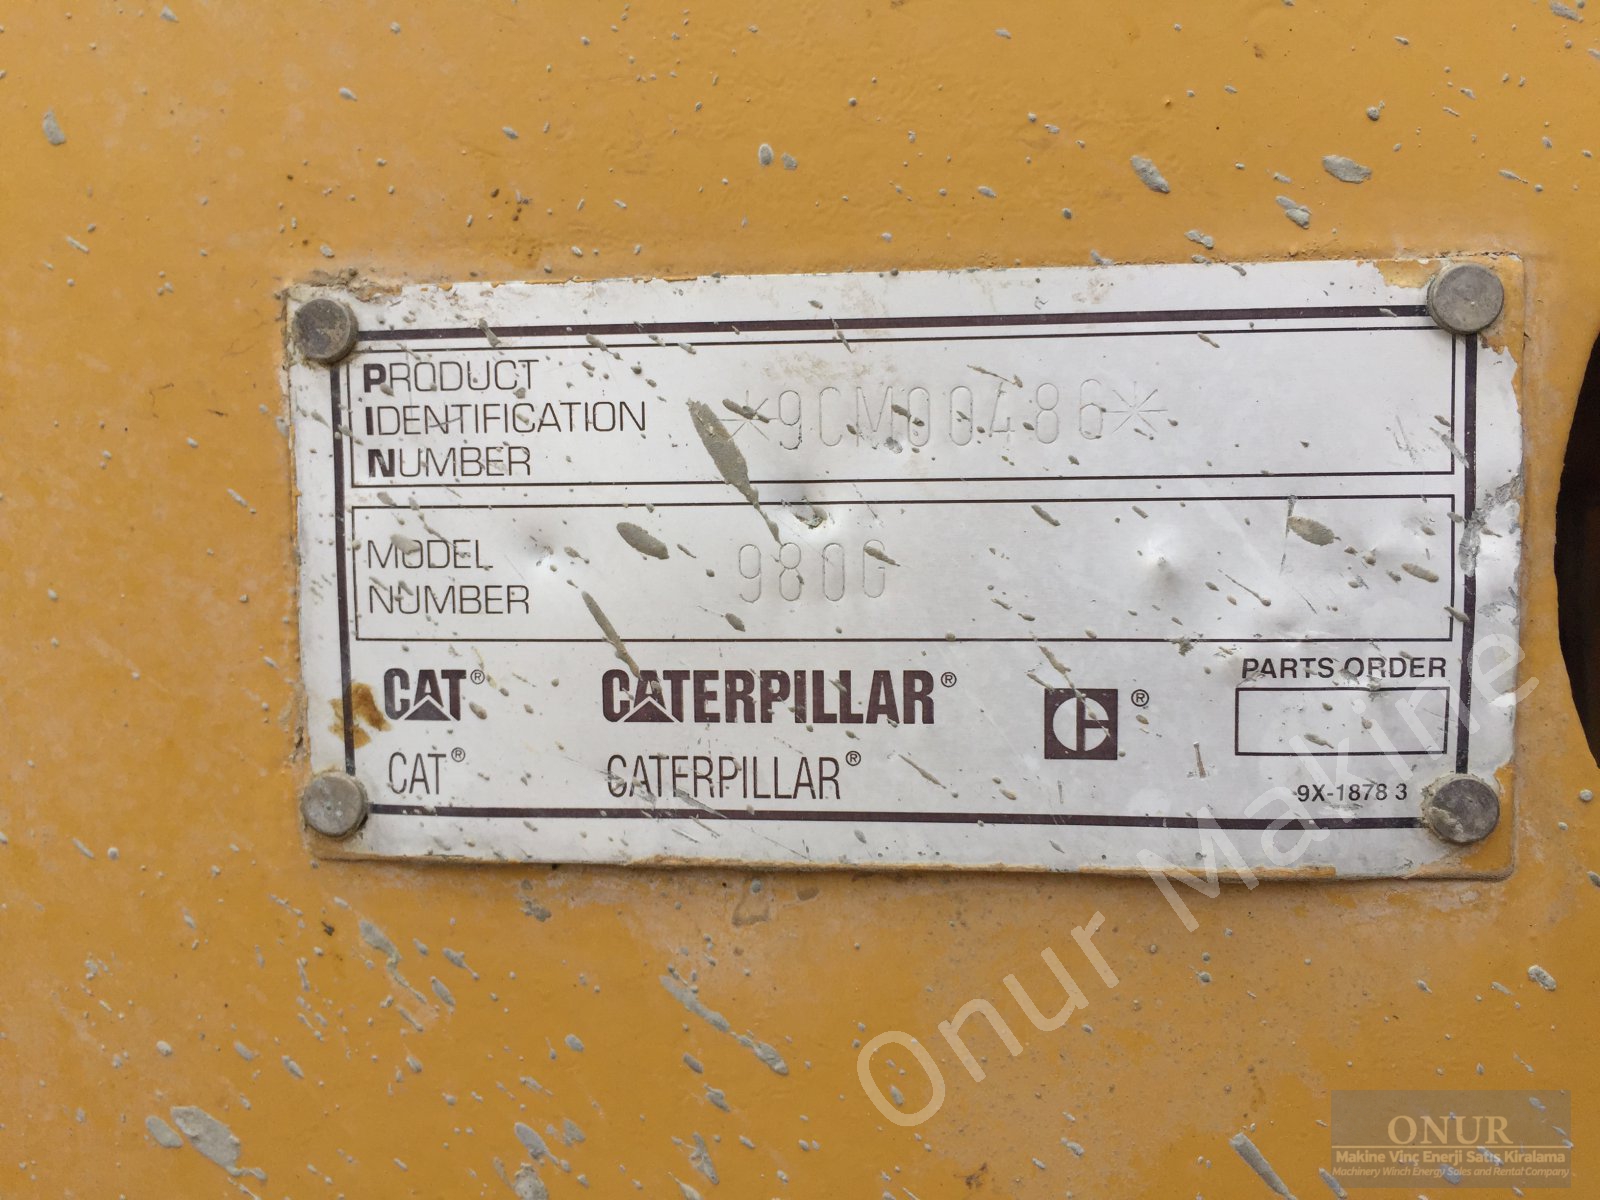 PRODUCT
IDENTIFICATION
NUMBER
*9CM00486*
MODEL
NUMBER
980G
CAT® CATERPILLAR® ®
CAT® CATERPILLAR®
PARTS ORDER
9X-1878 3
Onur Makine
ONUR
Makine Vinç Enerji Satış Kiralama
Machinery Winch Energy Sales and Rental Company